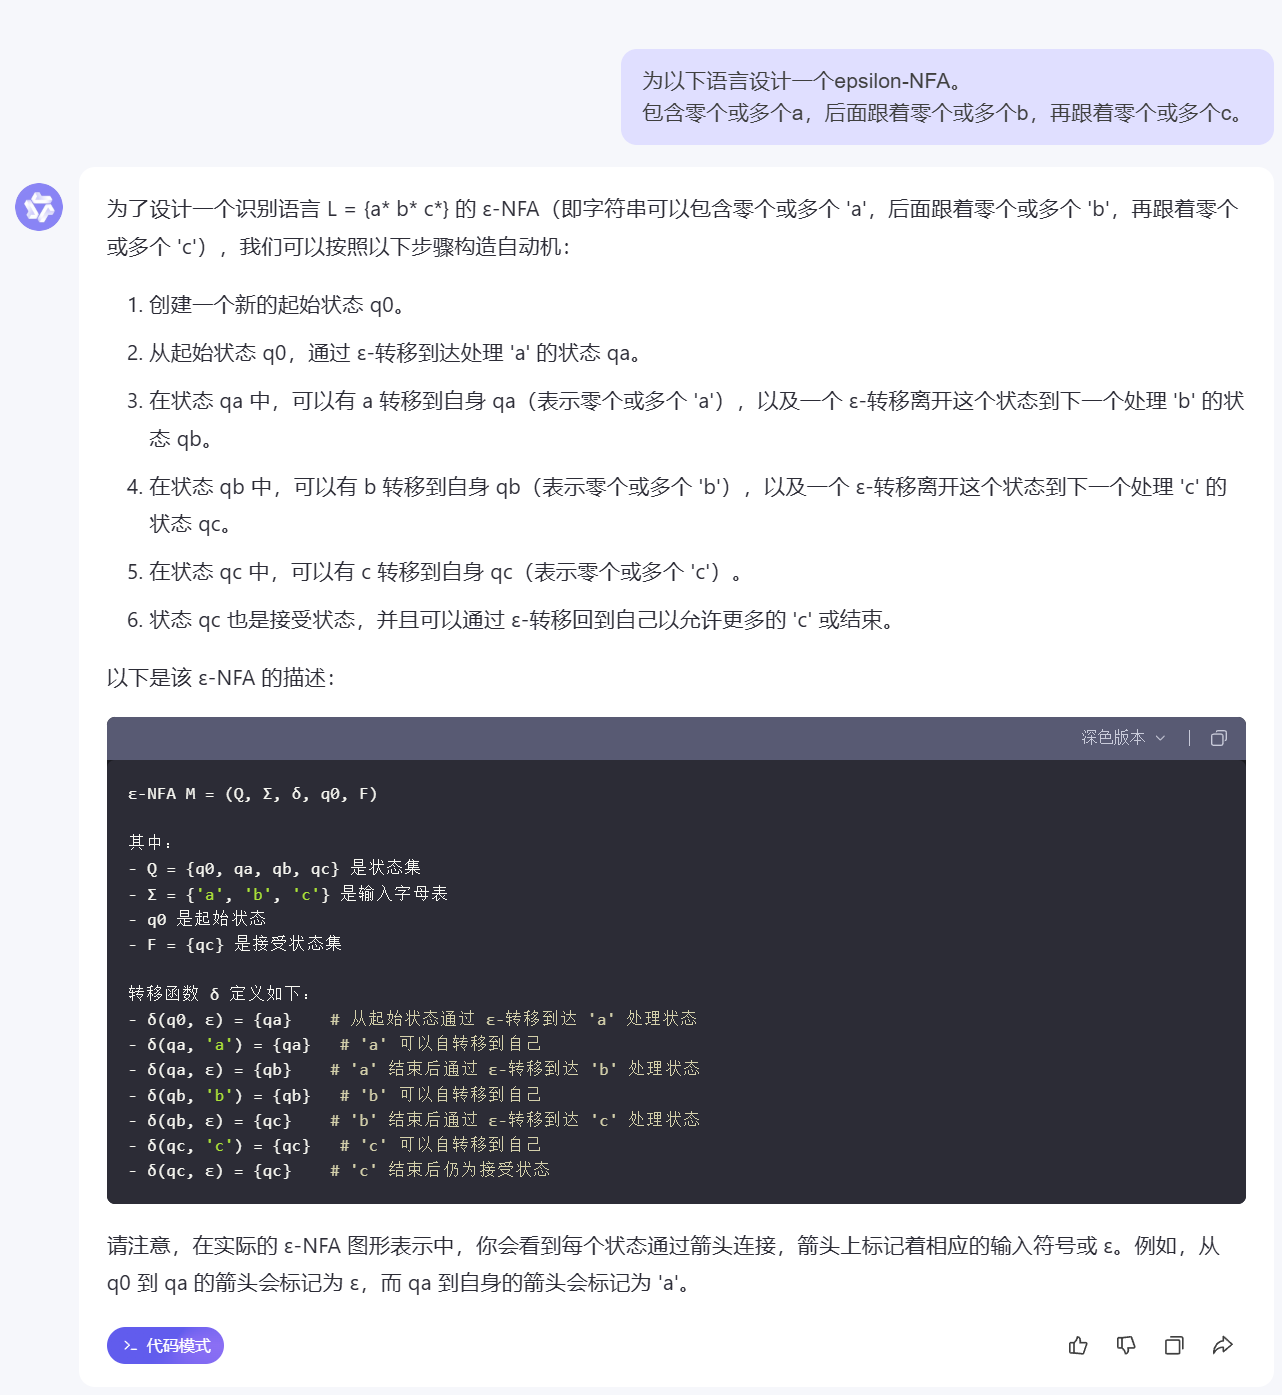 为以下语言设计一个epsilon-NFA。
包含零个或多个a，后面跟着零个或多个b，再跟着零个或多个c。
为了设计一个识别语言 L = {a* b* c*} 的 ε-NFA（即字符串可以包含零个或多个 'a'，后面跟着零个或多个 'b'，再跟着零个
或多个 'c'），我们可以按照以下步骤构造自动机：
1. 创建一个新的起始状态 q0。
2. 从起始状态 q0，通过 ε-转移到达处理 'a' 的状态 qa。
3. 在状态 qa 中，可以有 a 转移到自身 qa（表示零个或多个 'a'），以及一个 ε-转移离开这个状态到下一个处理 'b' 的状
态 qb。
4. 在状态 qb 中，可以有 b 转移到自身 qb（表示零个或多个 'b'），以及一个 ε-转移离开这个状态到下一个处理 'c' 的
状态 qc。
5. 在状态 qc 中，可以有 c 转移到自身 qc（表示零个或多个 'c'）。
6. 状态 qc 也是接受状态，并且可以通过 ε-转移回到自己以允许更多的 'c' 或结束。
以下是该 ε-NFA 的描述：
深色版本
ε-NFA M = (Q, Σ, δ, q0, F)
其中：
- Q = {q0, qa, qb, qc} 是状态集
- Σ = {'a', 'b', 'c'} 是输入字母表
- q0 是起始状态
- F = {qc} 是接受状态集
转移函数 δ 定义如下：
- δ(q0, ε) = {qa}    # 从起始状态通过 ε-转移到达 'a' 处理状态
- δ(qa, 'a') = {qa}   # 'a' 可以自转移到自己
- δ(qa, ε) = {qb}    # 'a' 结束后通过 ε-转移到达 'b' 处理状态
- δ(qb, 'b') = {qb}   # 'b' 可以自转移到自己
- δ(qb, ε) = {qc}    # 'b' 结束后通过 ε-转移到达 'c' 处理状态
- δ(qc, 'c') = {qc}   # 'c' 可以自转移到自己
- δ(qc, ε) = {qc}    # 'c' 结束后仍为接受状态
请注意，在实际的 ε-NFA 图形表示中，你会看到每个状态通过箭头连接，箭头上标记着相应的输入符号或 ε。例如，从
q0 到 qa 的箭头会标记为 ε，而 qa 到自身的箭头会标记为 'a'。
代码模式